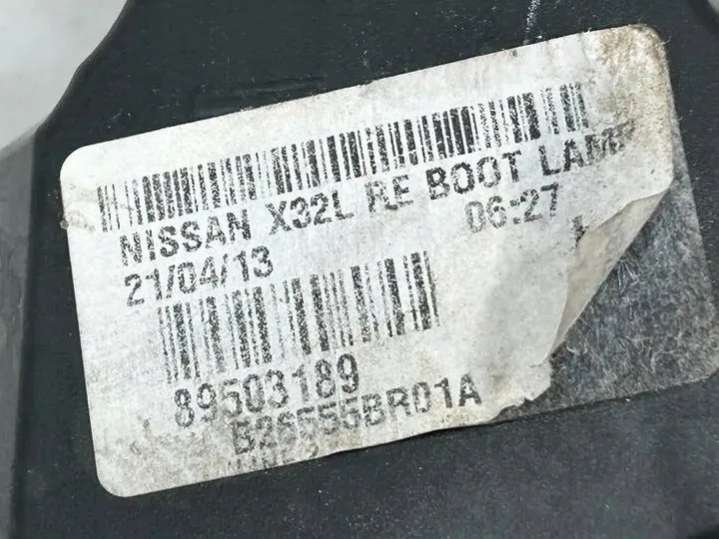 NISSAN X32L RE BOOT LAMP
21/04/13 06:27
89503189
B26555BR01A